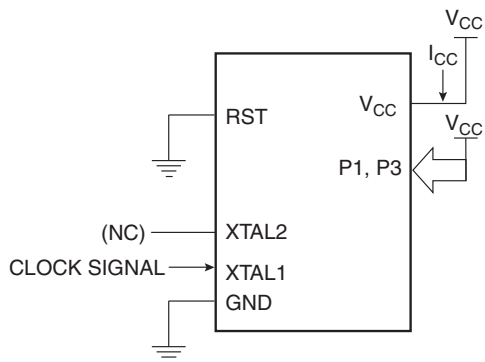 VCC
ICC
VCC
RST
VCC
P1, P3
(NC)
XTAL2
CLOCK SIGNAL
XTAL1
GND